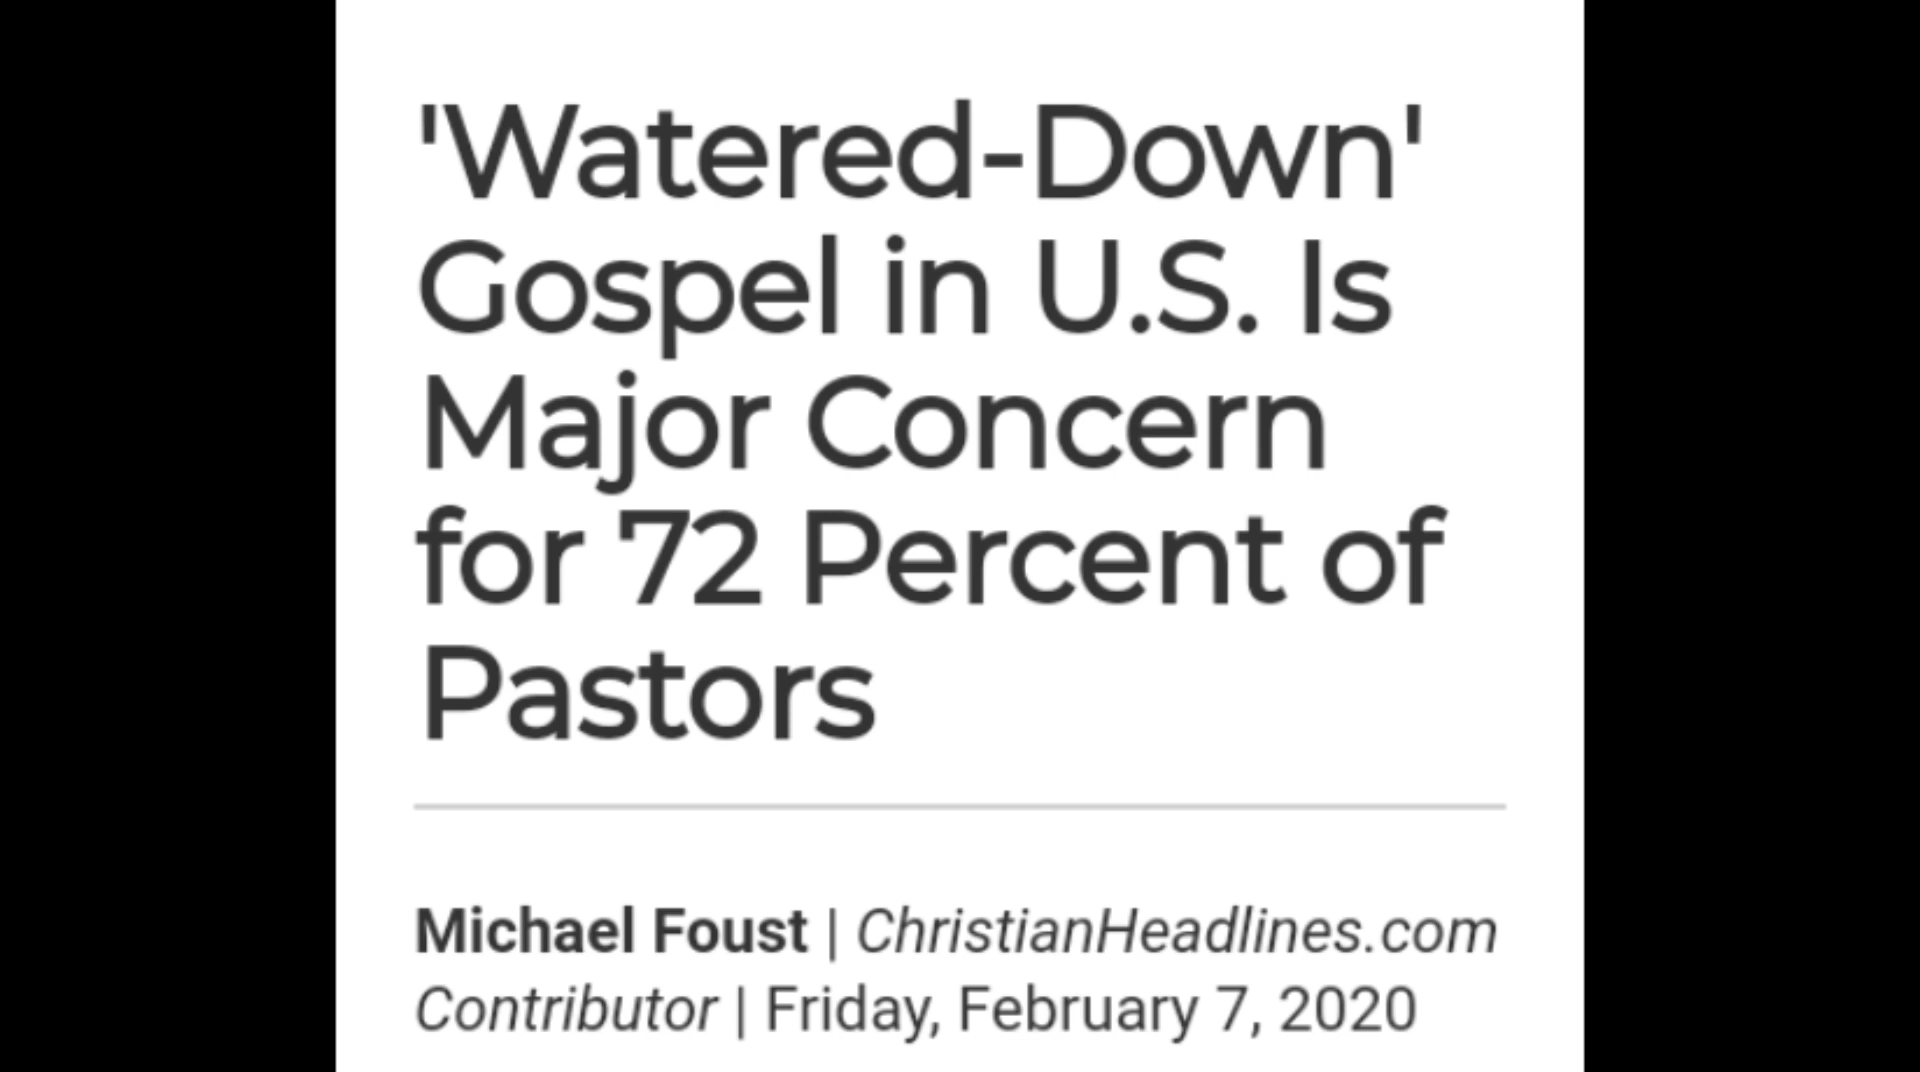 'Watered-Down'
Gospel in U.S. Is
Major Concern
for 72 Percent of
Pastors
Michael Foust | ChristianHeadlines.com
Contributor | Friday, February 7, 2020